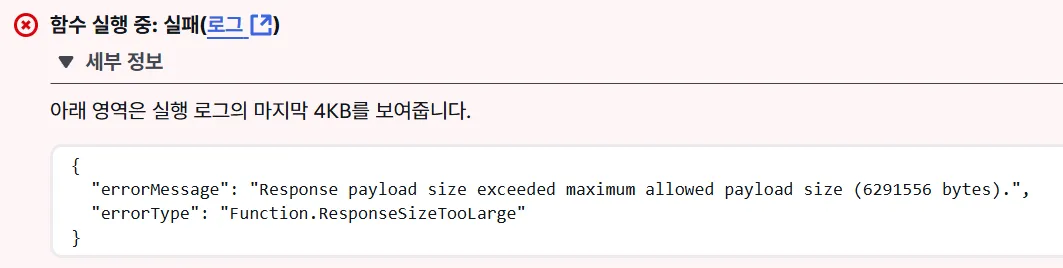 함수 실행 중: 실패(로그)
▼ 세부 정보
아래 영역은 실행 로그의 마지막 4KB를 보여줍니다.
{
"errorMessage": "Response payload size exceeded maximum allowed payload size (6291556 bytes).",
"errorType": "Function.ResponseSizeTooLarge"
}